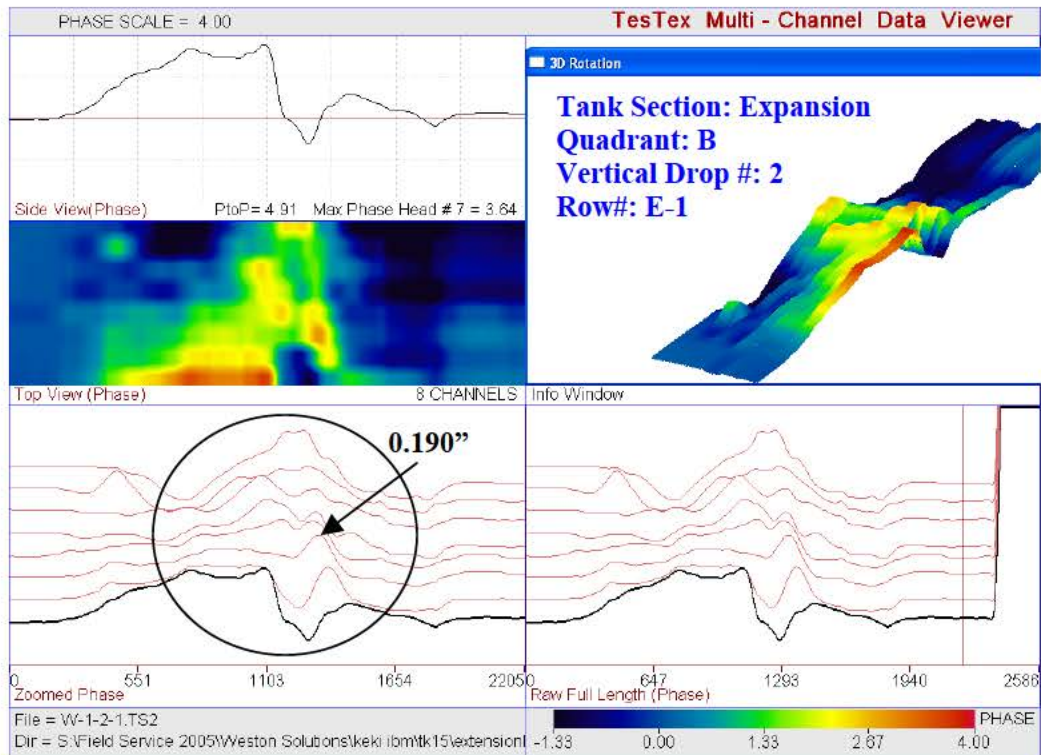 PHASE SCALE = 4.00
TesTex Multi - Channel Data Viewer
3D Rotation
Tank Section: Expansion
Quadrant: B
Vertical Drop #: 2
Row#: E-1
Side View(Phase) PtoP= 4.91 Max Phase Head # 7 = 3.64
Top View (Phase) 8 CHANNELS
Info Window
0.190”
0 551 1103 1654 2205
Zoomed Phase
0 647 1293 1940 2586
Raw Full Length (Phase)
File = W-1-2-1.TS2
Dir = S:\Field Service 2005\Weston Solutions\keki ibm\tk15\extension
PHASE
-1.33 0.00 1.33 2.67 4.00